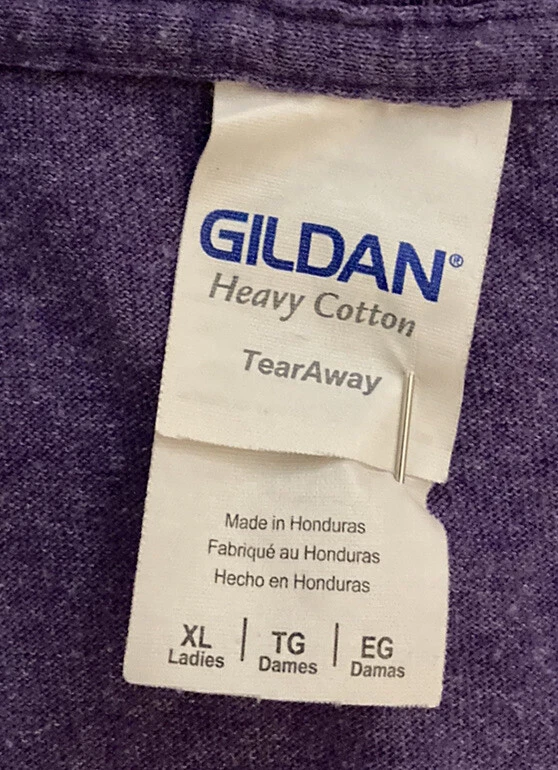 GILDAN®
Heavy Cotton
TearAway
Made in Honduras
Fabriqué au Honduras
Hecho en Honduras
XL | TG | EG
Ladies Dames Damas